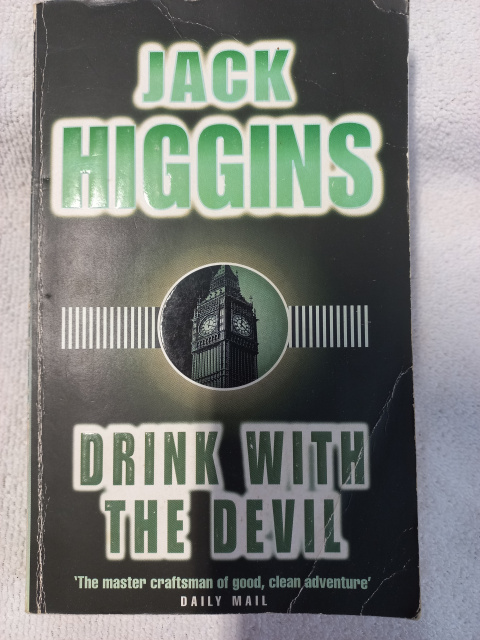 JACK
HIGGINS
DRINK WITH
THE DEVIL
'The master craftsman of good, clean adventure'
DAILY MAIL